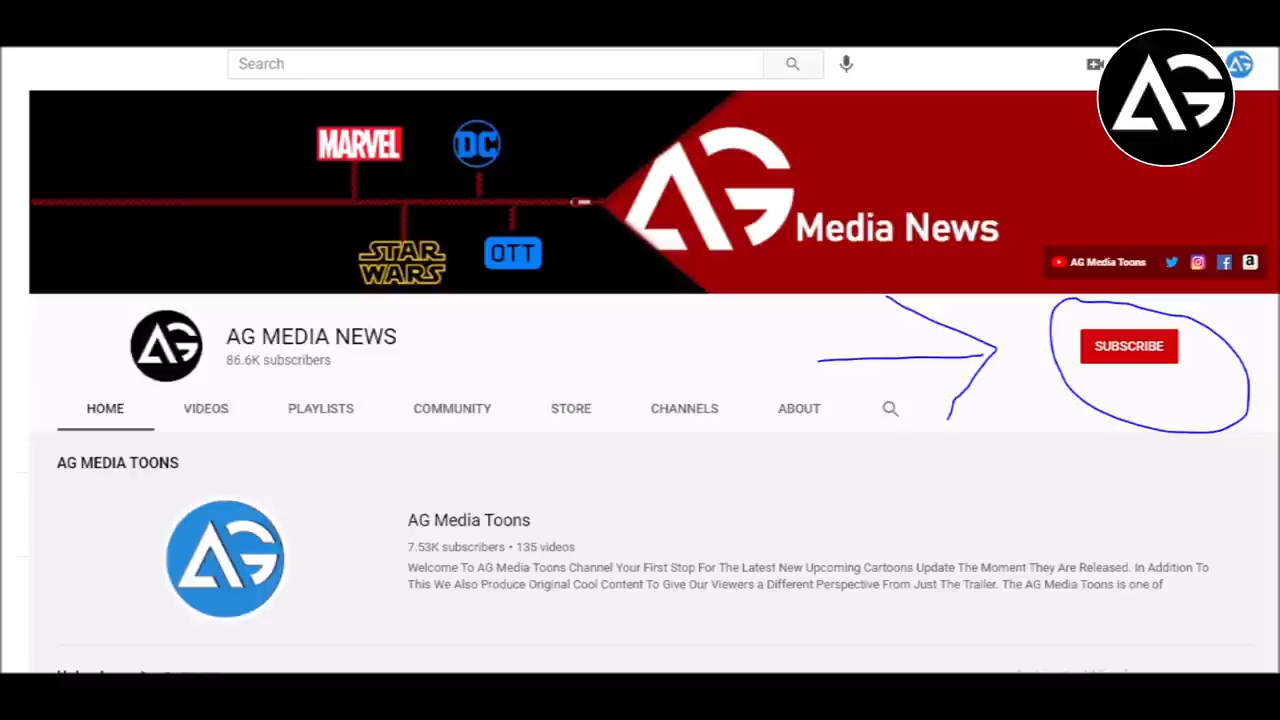 Search
MARVEL
DC
STAR
WARS
OTT
AG Media News
AG Media Toons
AG
AG MEDIA NEWS
86.6K subscribers
SUBSCRIBE
HOME VIDEOS PLAYLISTS COMMUNITY STORE CHANNELS ABOUT
AG MEDIA TOONS
AG
AG Media Toons
7.53K subscribers • 135 videos
Welcome To AG Media Toons Channel Your First Stop For The Latest New Upcoming Cartoons Update The Moment They Are Released. In Addition To
This We Also Produce Original Cool Content To Give Our Viewers a Different Perspective From Just The Trailer. The AG Media Toons is one of